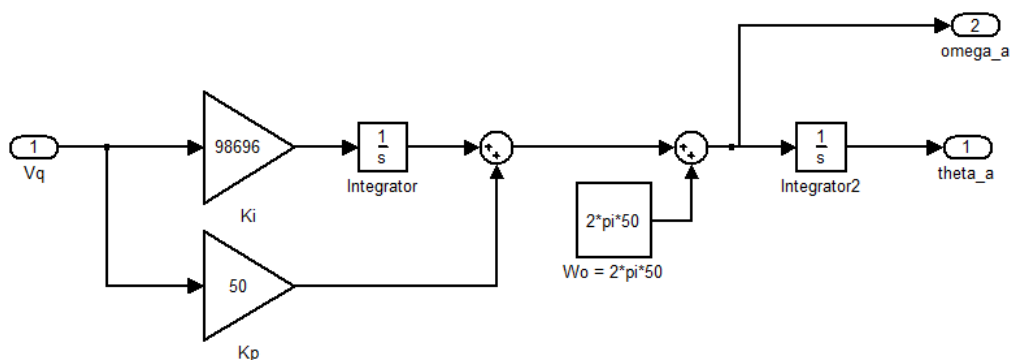 2
omega_a
1
Vq
98696
Ki
1
s
Integrator
+
+
+
+
1
s
Integrator2
1
theta_a
2*pi*50
Wo = 2*pi*50
50
Kp